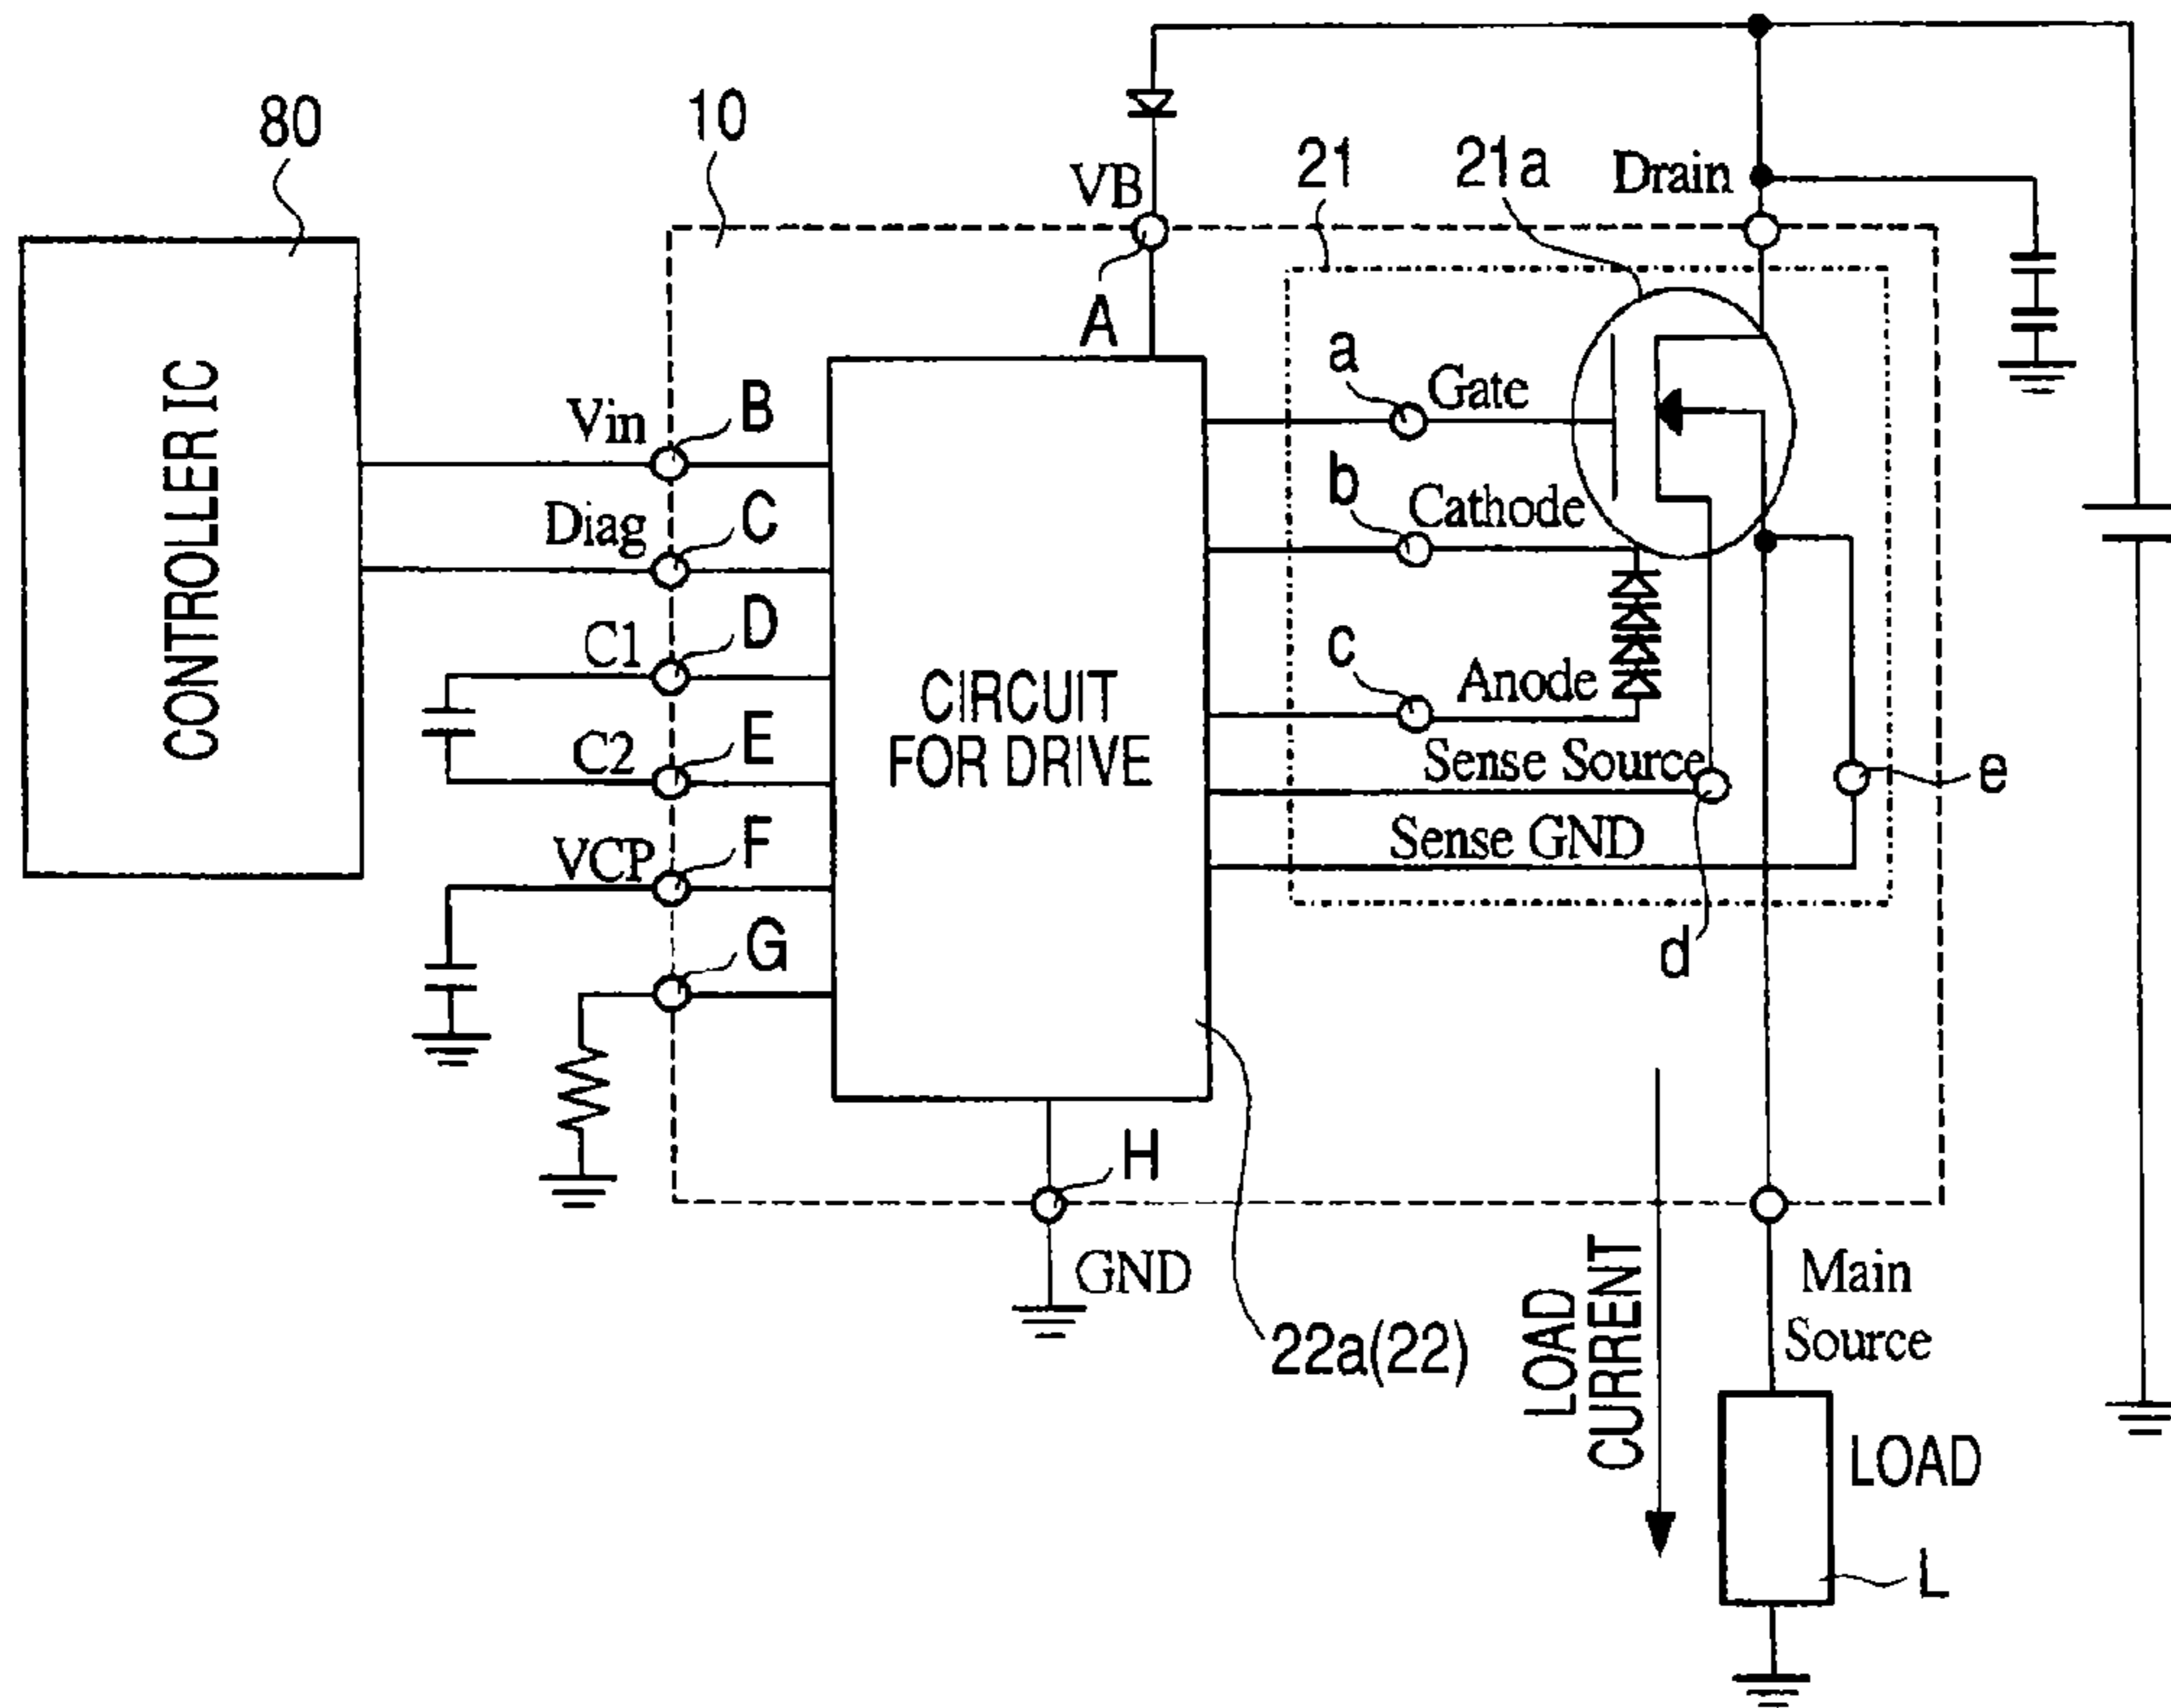 80
10
VB
21
21a
Drain
A
CONTROLLER IC
Vin
B
Diag
C
C1
D
C2
E
VCP
F
G
CIRCUIT
FOR DRIVE
a
Gate
b
Cathode
c
Anode
Sense Source
e
Sense GND
d
H
GND
22a(22)
LOAD
CURRENT
Main
Source
LOAD
L